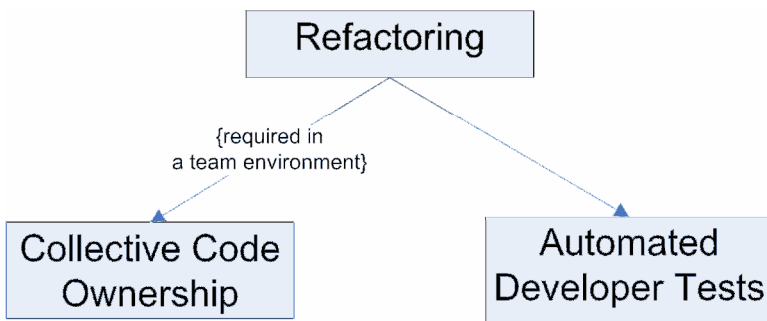 Refactoring
{required in
a team environment}
Collective Code
Ownership
Automated
Developer Tests